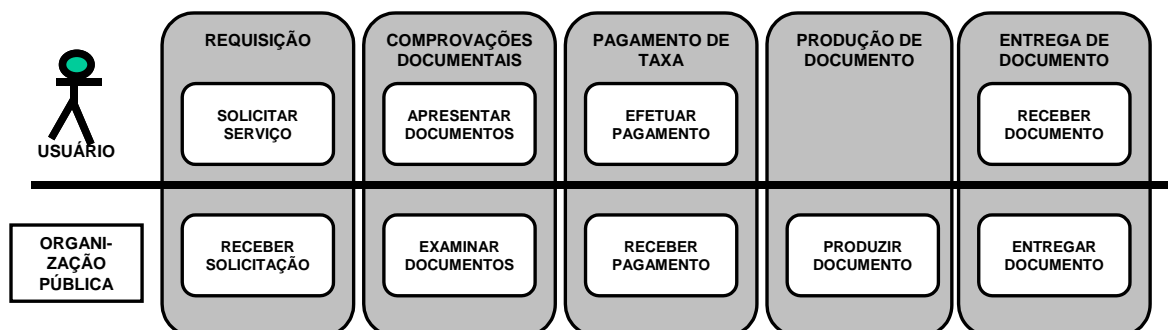 REQUISIÇÃO
COMPROVAÇÕES
DOCUMENTAIS
PAGAMENTO DE
TAXA
PRODUÇÃO DE
DOCUMENTO
ENTREGA DE
DOCUMENTO
USUÁRIO
SOLICITAR
SERVIÇO
APRESENTAR
DOCUMENTOS
EFETUAR
PAGAMENTO
RECEBER
DOCUMENTO
ORGANI-
ZAÇÃO
PÚBLICA
RECEBER
SOLICITAÇÃO
EXAMINAR
DOCUMENTOS
RECEBER
PAGAMENTO
PRODUZIR
DOCUMENTO
ENTREGAR
DOCUMENTO